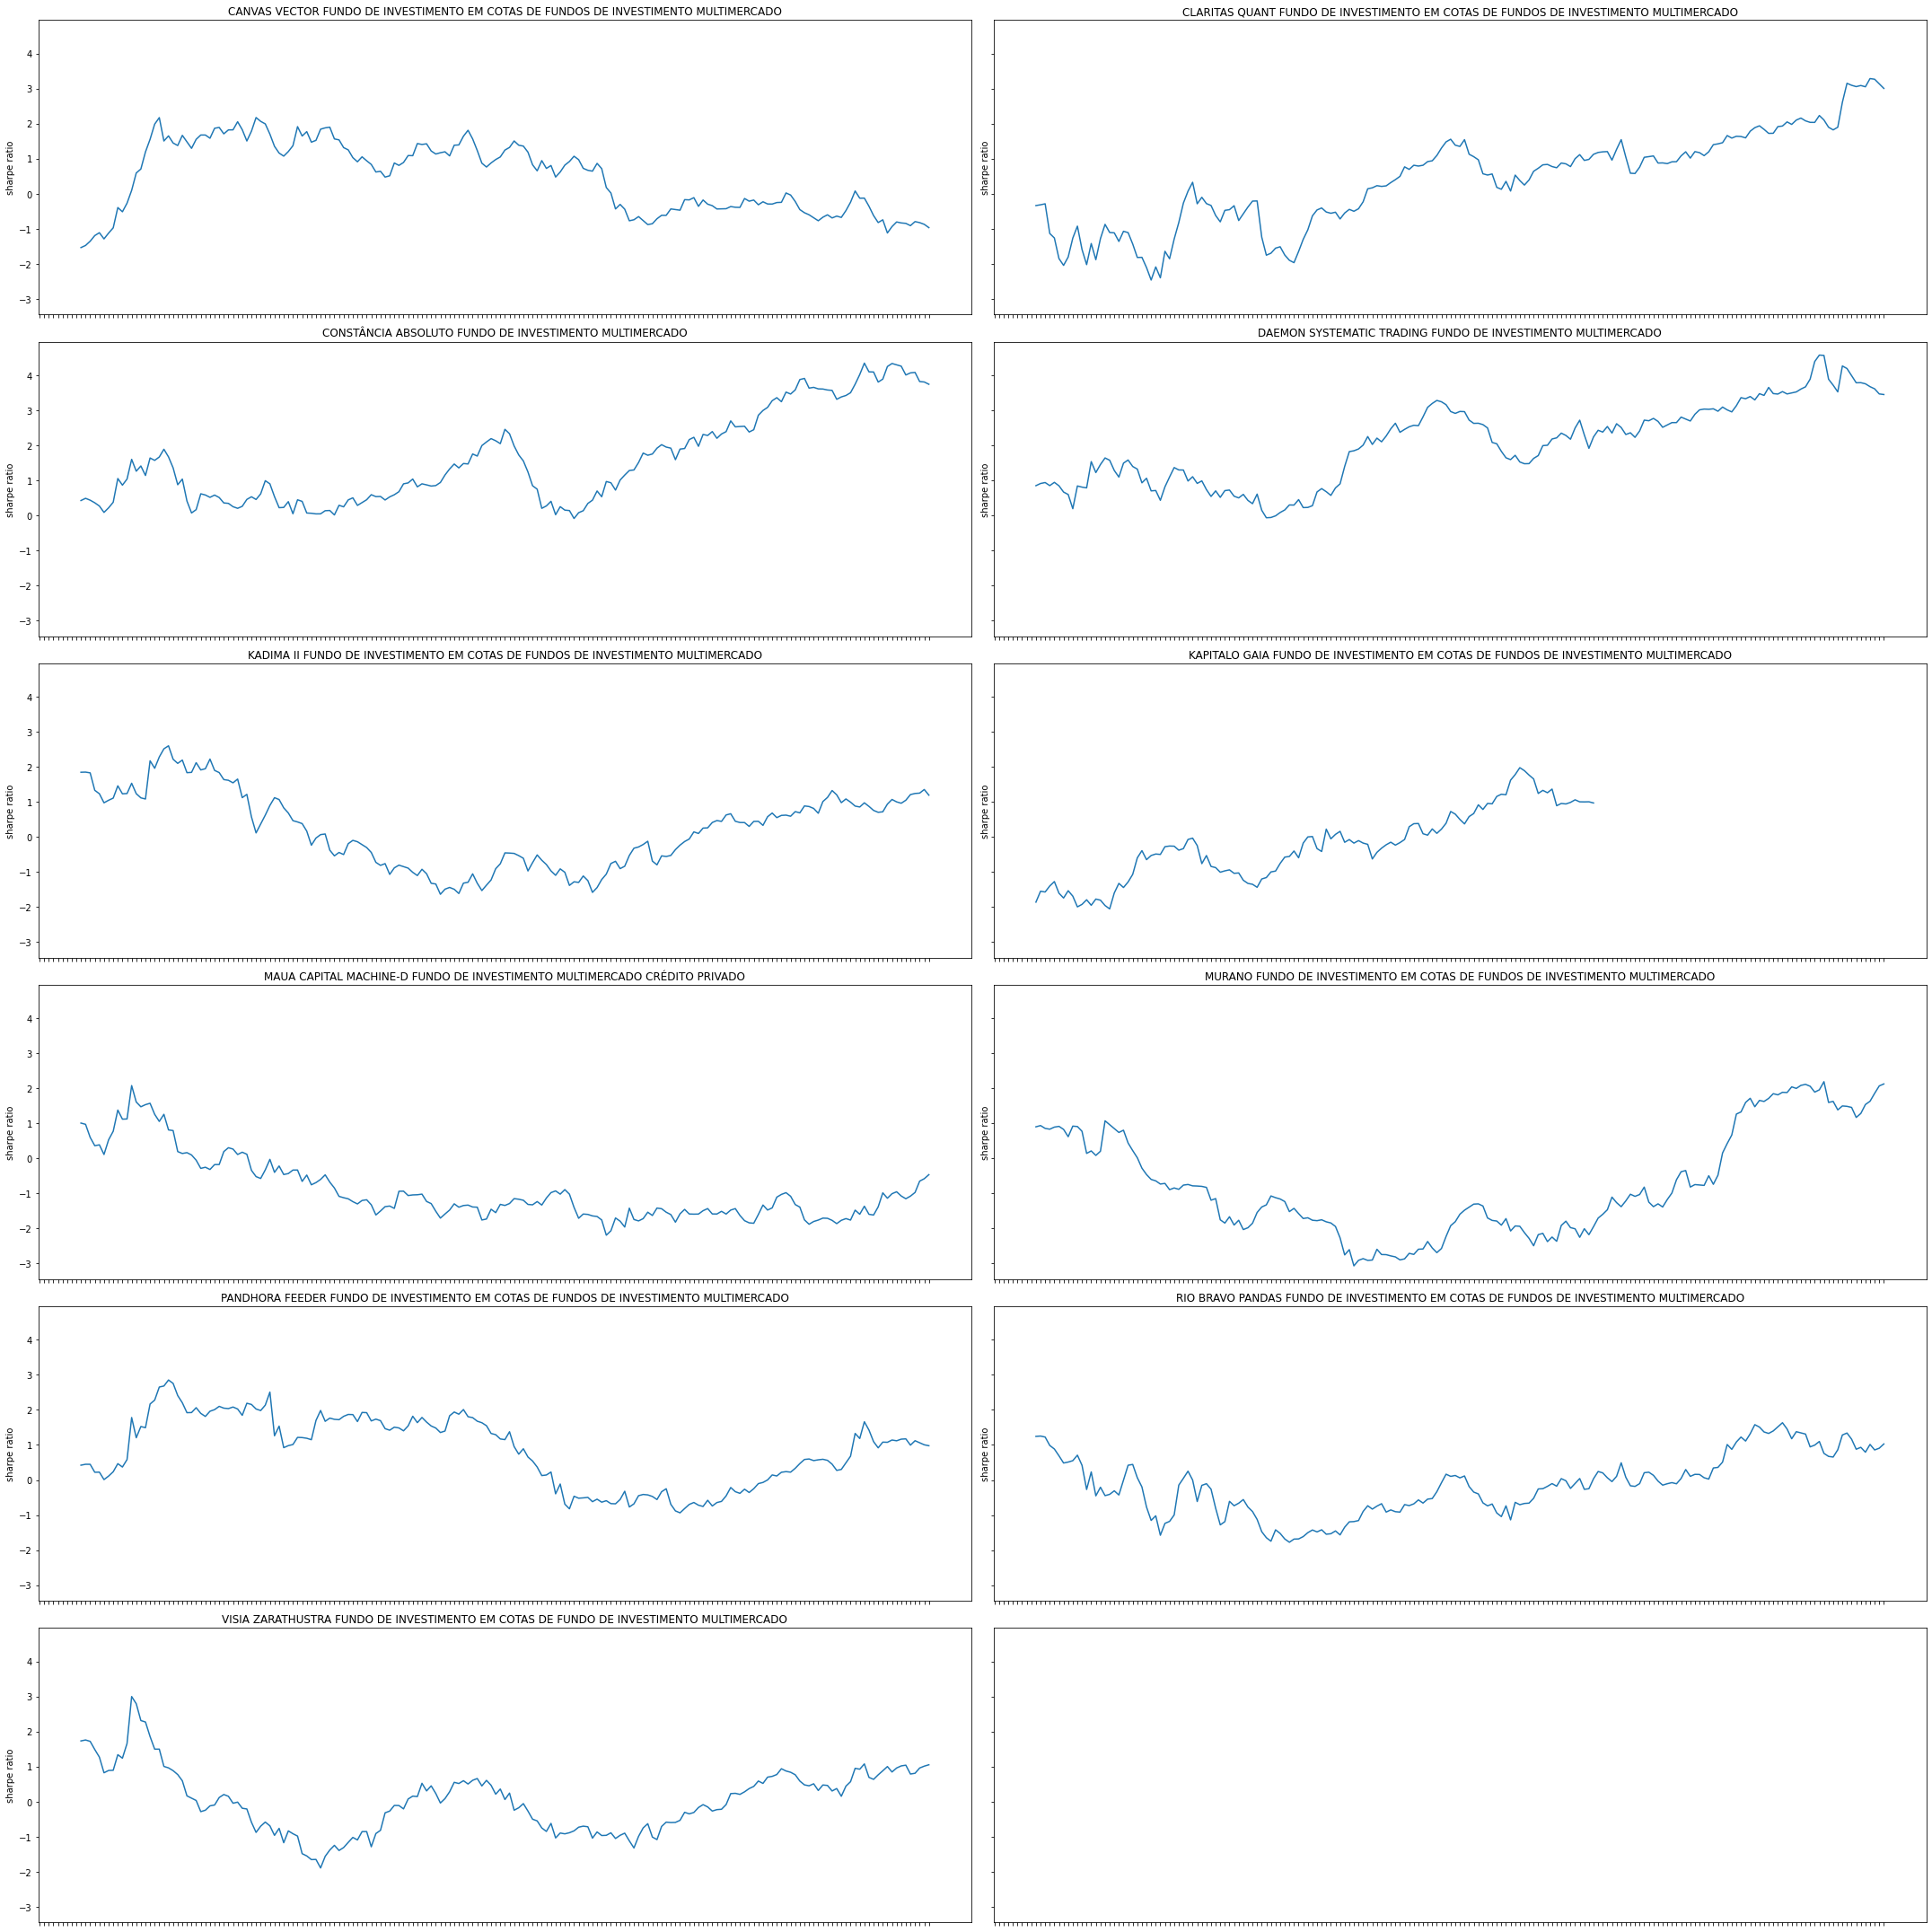 CANVAS VECTOR FUNDO DE INVESTIMENTO EM COTAS DE FUNDOS DE INVESTIMENTO MULTIMERCADO
4
3
2
1
0
−1
−2
−3
sharpe ratio
CLARITAS QUANT FUNDO DE INVESTIMENTO EM COTAS DE FUNDOS DE INVESTIMENTO MULTIMERCADO
sharpe ratio
CONSTÂNCIA ABSOLUTO FUNDO DE INVESTIMENTO MULTIMERCADO
4
3
2
1
0
−1
−2
−3
sharpe ratio
DAEMON SYSTEMATIC TRADING FUNDO DE INVESTIMENTO MULTIMERCADO
sharpe ratio
KADIMA II FUNDO DE INVESTIMENTO EM COTAS DE FUNDOS DE INVESTIMENTO MULTIMERCADO
4
3
2
1
0
−1
−2
−3
sharpe ratio
KAPITALO GAIA FUNDO DE INVESTIMENTO EM COTAS DE FUNDOS DE INVESTIMENTO MULTIMERCADO
sharpe ratio
MAUA CAPITAL MACHINE-D FUNDO DE INVESTIMENTO MULTIMERCADO CRÉDITO PRIVADO
4
3
2
1
0
−1
−2
−3
sharpe ratio
MURANO FUNDO DE INVESTIMENTO EM COTAS DE FUNDOS DE INVESTIMENTO MULTIMERCADO
sharpe ratio
PANDHORA FEEDER FUNDO DE INVESTIMENTO EM COTAS DE FUNDOS DE INVESTIMENTO MULTIMERCADO
4
3
2
1
0
−1
−2
−3
sharpe ratio
RIO BRAVO PANDAS FUNDO DE INVESTIMENTO EM COTAS DE FUNDOS DE INVESTIMENTO MULTIMERCADO
sharpe ratio
VISIA ZARATHUSTRA FUNDO DE INVESTIMENTO EM COTAS DE FUNDO DE INVESTIMENTO MULTIMERCADO
4
3
2
1
0
−1
−2
−3
sharpe ratio